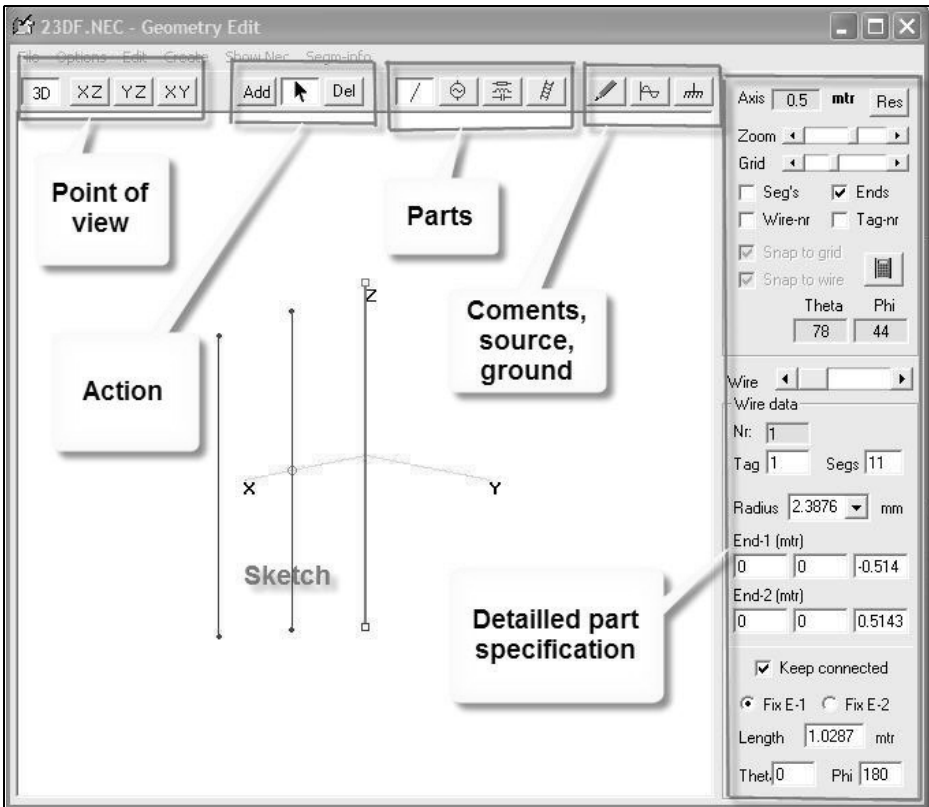 23DF.NEC - Geometry Edit
File Options Edit Create Show Nec Segm-info
3D XZ YZ XY Add Del
Axis 0.5 mtr Res
Zoom
Grid
Seg's Ends
Wire-nr Tag-nr
Snap to grid
Snap to wire
Theta Phi
78 44
Point of
view
Parts
Action
Coments,
source,
ground
Z
X
Y
Sketch
Detailled part
specification
Wire
Wire data
Nr. 1
Tag 1 Segs 11
Radius 2.3876 mm
End-1 (mtr)
0 0 -0.514
End-2 (mtr)
0 0 0.5143
Keep connected
Fix E-1 Fix E-2
Length 1.0287 mtr
Thet. 0 Phi 180